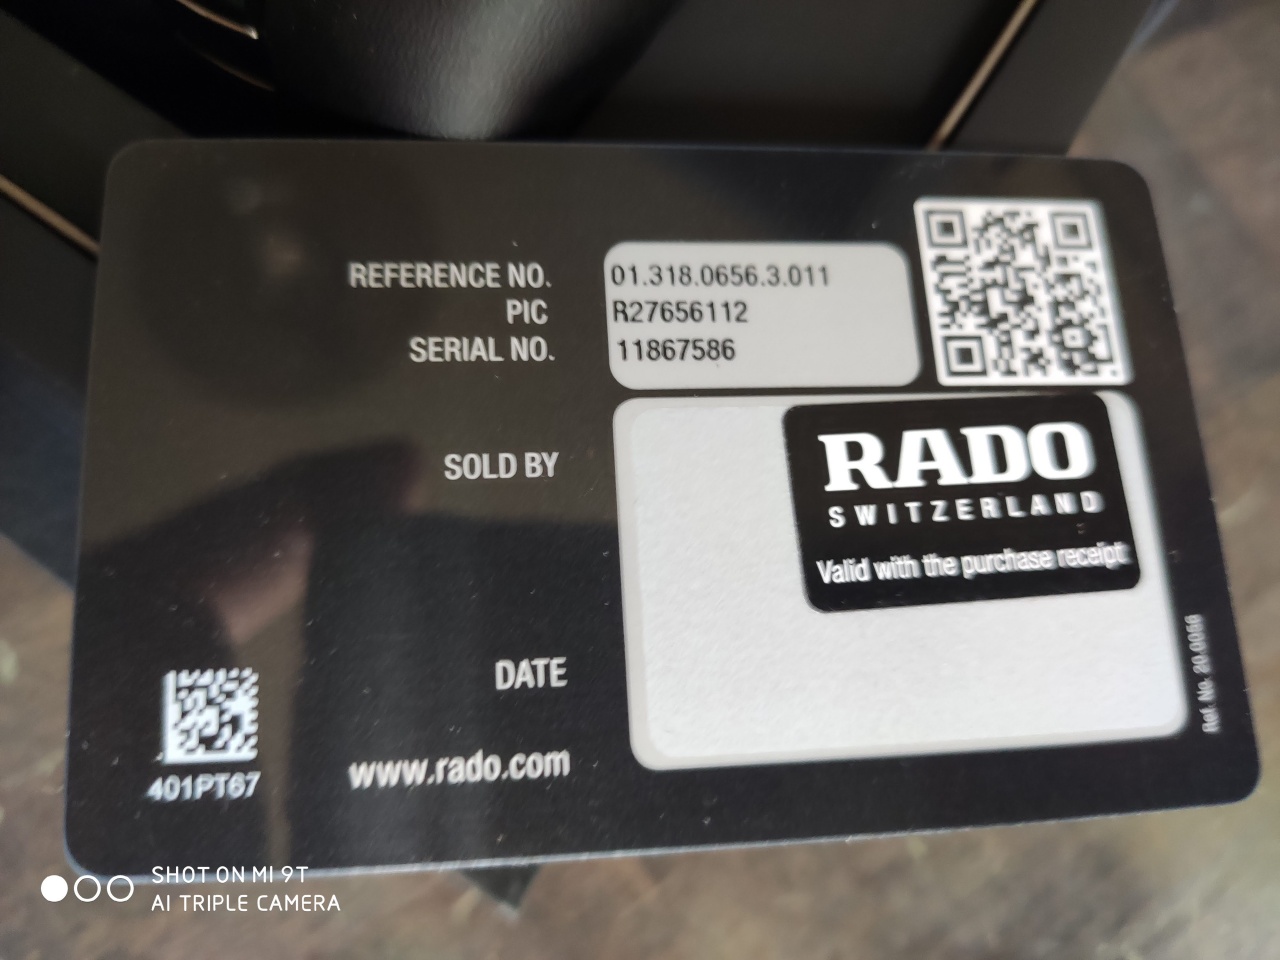 REFERENCE NO. 01.318.0656.3.011
PIC R27656112
SERIAL NO. 11867586
SOLD BY
RADO
SWITZERLAND
Valid with the purchase receipt
DATE
www.rado.com
401PT67
Ref. No. 20.0056
SHOT ON MI 9T
AI TRIPLE CAMERA